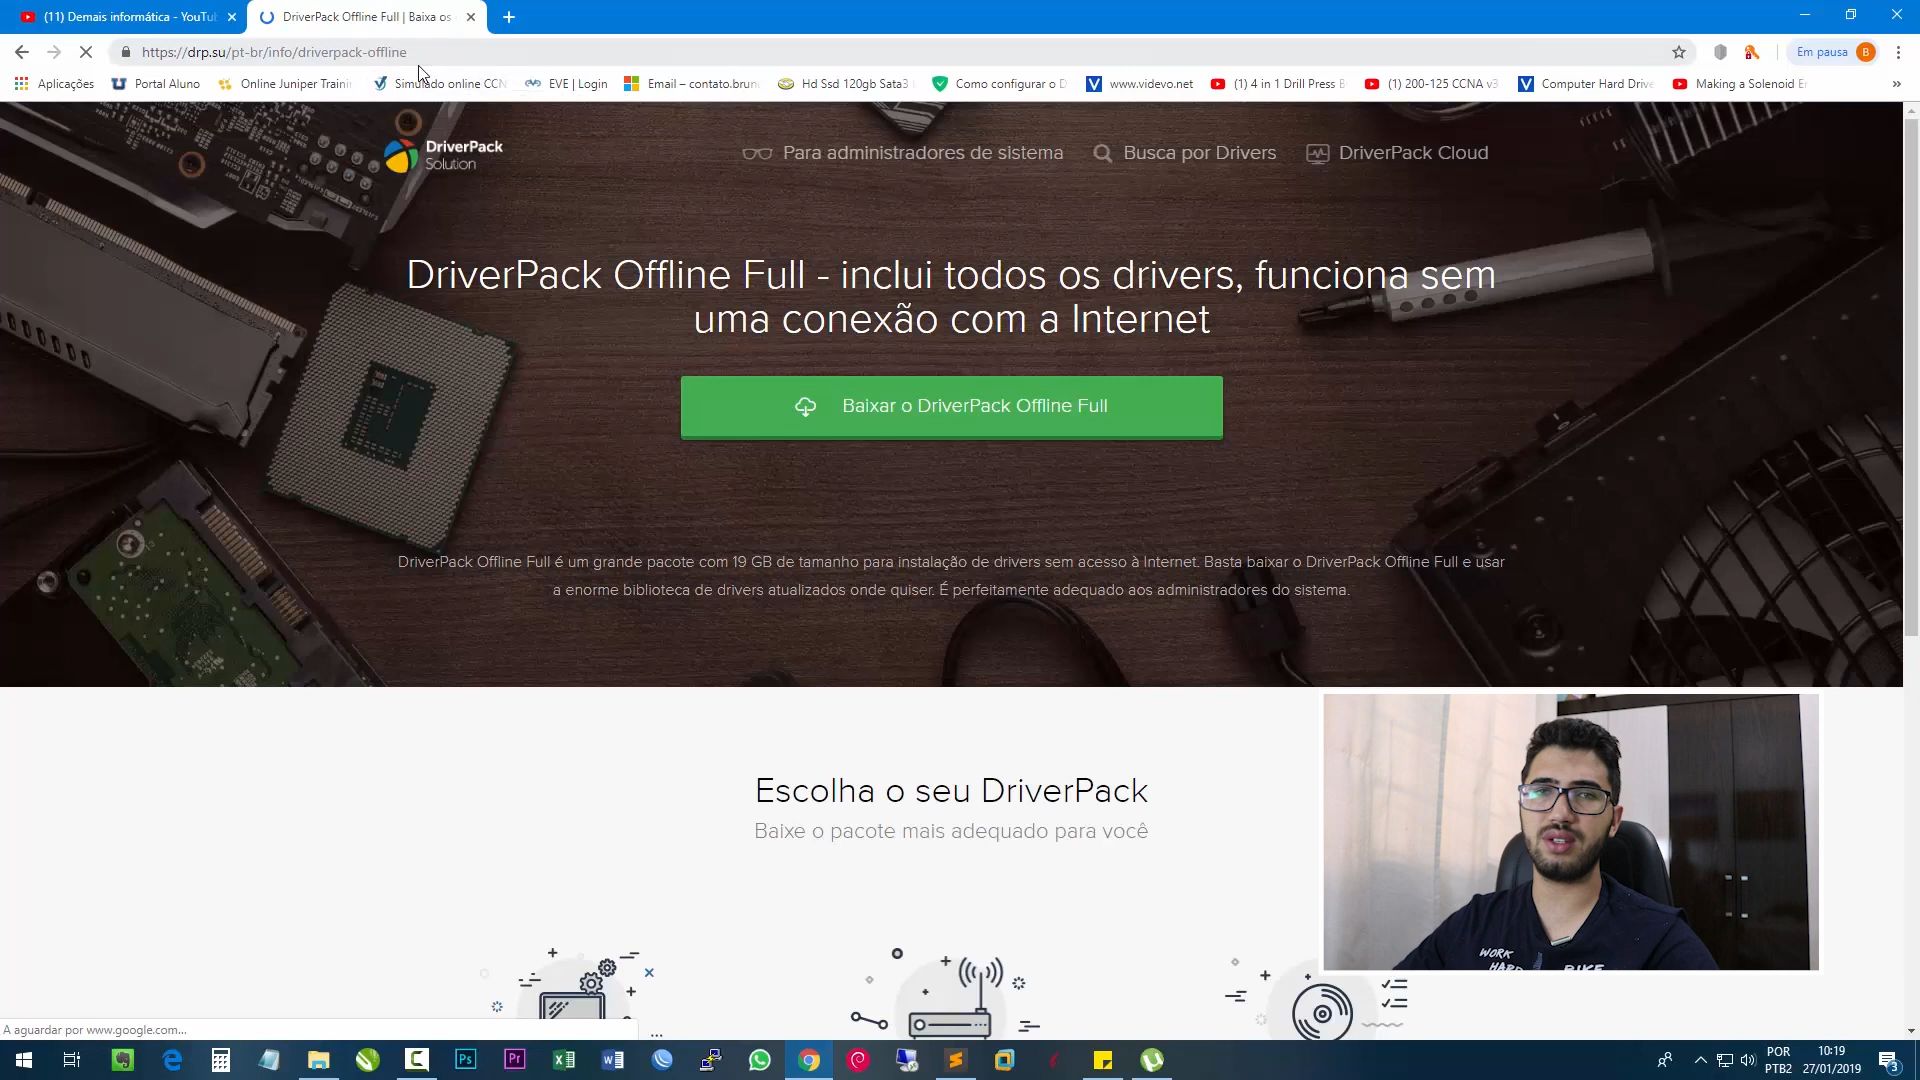 (11) Demais informática - YouTu
DriverPack Offline Full | Baixa os
https://drp.su/pt-br/info/driverpack-offline
Em pausa
B
Aplicações
Portal Aluno
Online Juniper Traini
Simulado online CCN
EVE | Login
Email – contato.brun
Hd Ssd 120gb Sata3
Como configurar o D
www.videvo.net
(1) 4 in 1 Drill Press B
(1) 200-125 CCNA v3
Computer Hard Drive
Making a Solenoid E
»
DriverPack
Solution
Para administradores de sistema
Busca por Drivers
DriverPack Cloud
DriverPack Offline Full - inclui todos os drivers, funciona sem
uma conexão com a Internet
Baixar o DriverPack Offline Full
DriverPack Offline Full é um grande pacote com 19 GB de tamanho para instalação de drivers sem acesso à Internet. Basta baixar o DriverPack Offline Full e usar
a enorme biblioteca de drivers atualizados onde quiser. É perfeitamente adequado aos administradores do sistema.
Escolha o seu DriverPack
Baixe o pacote mais adequado para você
WORK
HARD
BIKE
A aguardar por www.google.com...
Ps
Pr
POR
PTB2
10:19
27/01/2019
3